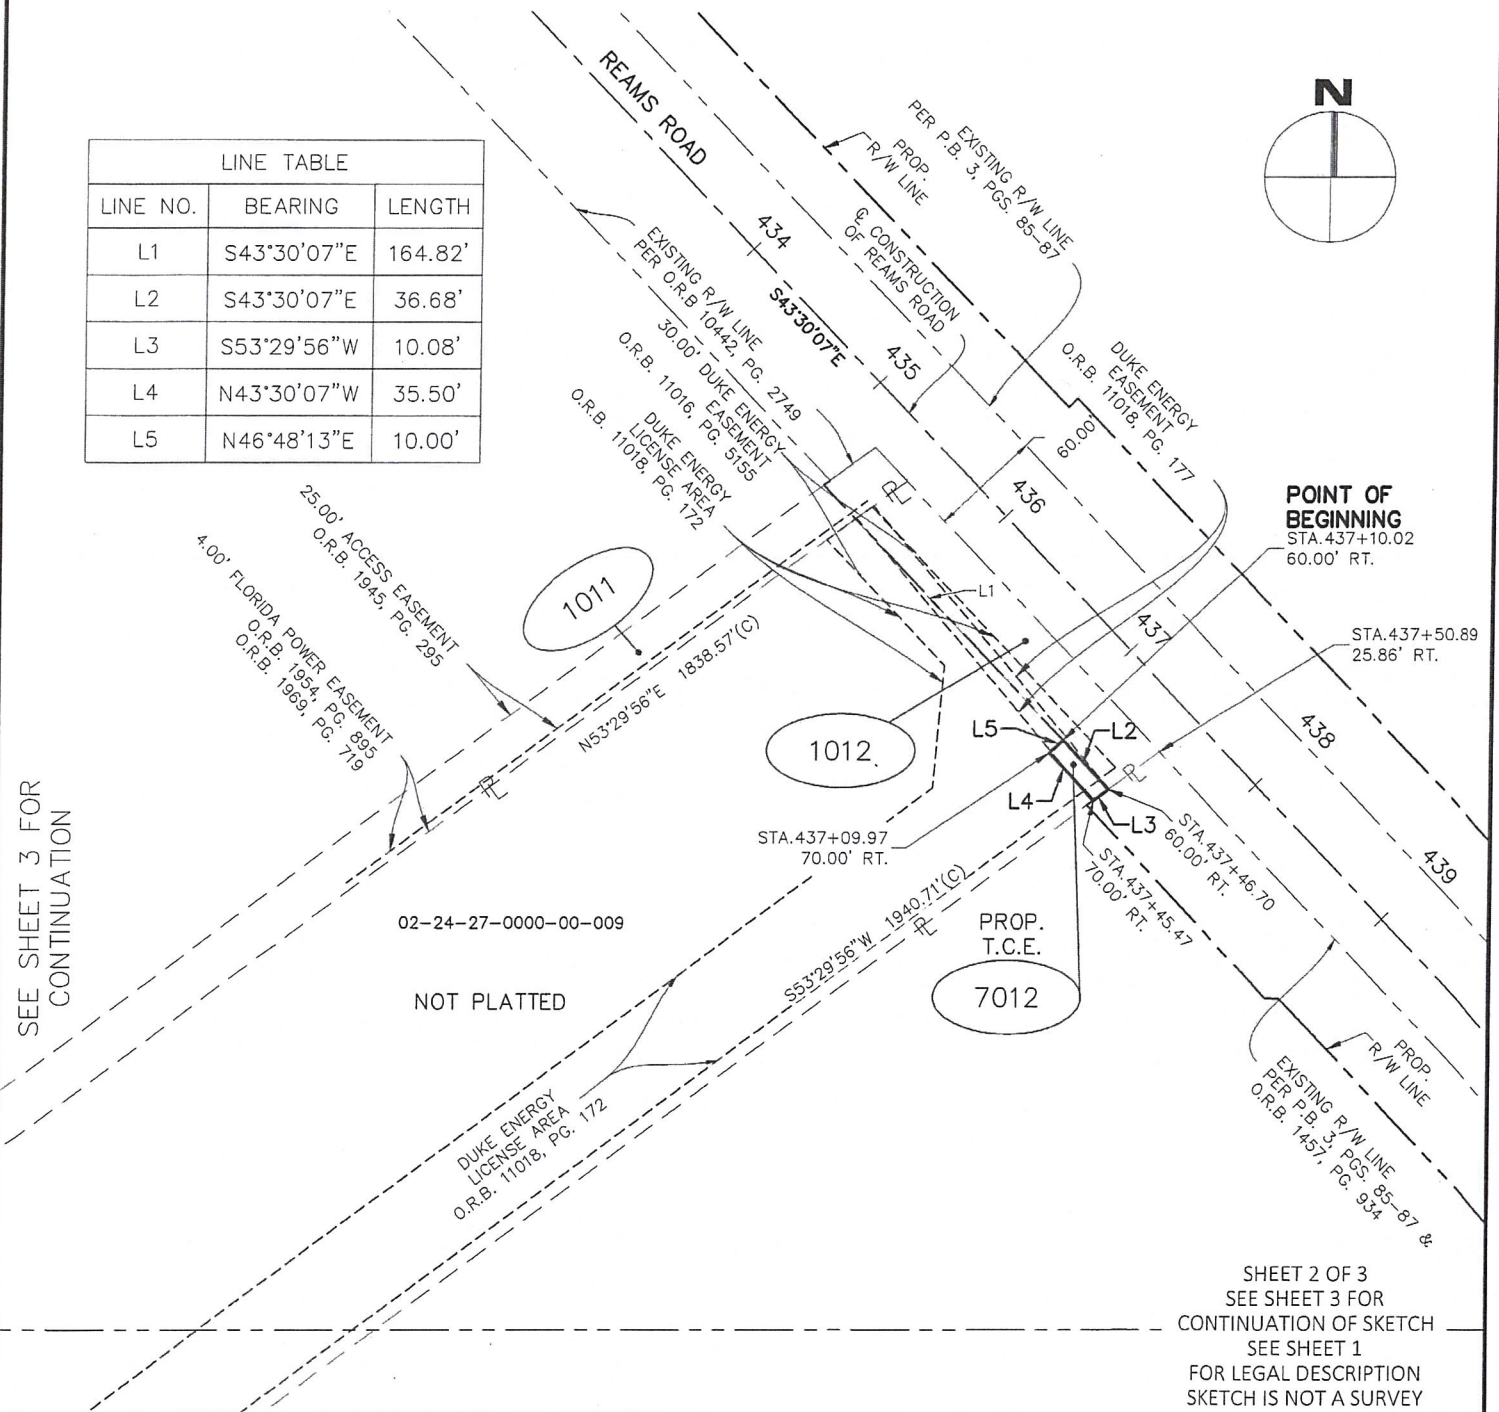 N
REAMS ROAD
LINE TABLE
LINE NO. BEARING LENGTH
L1 S43°30'07"E 164.82'
L2 S43°30'07"E 36.68'
L3 S53°29'56"W 10.08'
L4 N43°30'07"W 35.50'
L5 N46°48'13"E 10.00'
PROP.
R/W LINE
EXISTING R/W LINE
PER P.B. 3, PGS. 85-87
℄ CONSTRUCTION
OF REAMS ROAD
434
S43°30'07"E
435
EXISTING R/W LINE
PER O.R.B 10442, PG. 2749
30.00' DUKE ENERGY
EASEMENT
O.R.B. 11016, PG. 5155
DUKE ENERGY
LICENSE AREA
O.R.B. 11018, PG. 172
DUKE ENERGY
EASEMENT
O.R.B. 11018, PG. 177
60.00'
436
PL
POINT OF
BEGINNING
STA.437+10.02
60.00' RT.
25.00' ACCESS EASEMENT
O.R.B. 1945, PG. 295
4.00' FLORIDA POWER EASEMENT
O.R.B. 1954, PG. 895
O.R.B. 1969, PG. 719
1011
L1
437
STA.437+50.89
25.86' RT.
N53°29'56"E 1838.57'(C)
PL
1012
L5
L2
PL
L4
L3
438
STA.437+09.97
70.00' RT.
STA.437+46.70
60.00' RT.
STA.437+45.47
70.00' RT.
439
SEE SHEET 3 FOR
CONTINUATION
02-24-27-0000-00-009
NOT PLATTED
S53°29'56"W 1940.71'(C)
PL
PROP.
T.C.E.
7012
PROP.
R/W LINE
EXISTING R/W LINE
PER P.B. 3, PGS. 85-87 &
O.R.B. 1457, PG. 934
DUKE ENERGY
LICENSE AREA
O.R.B. 11018, PG. 172
SHEET 2 OF 3
SEE SHEET 3 FOR
CONTINUATION OF SKETCH
SEE SHEET 1
FOR LEGAL DESCRIPTION
SKETCH IS NOT A SURVEY